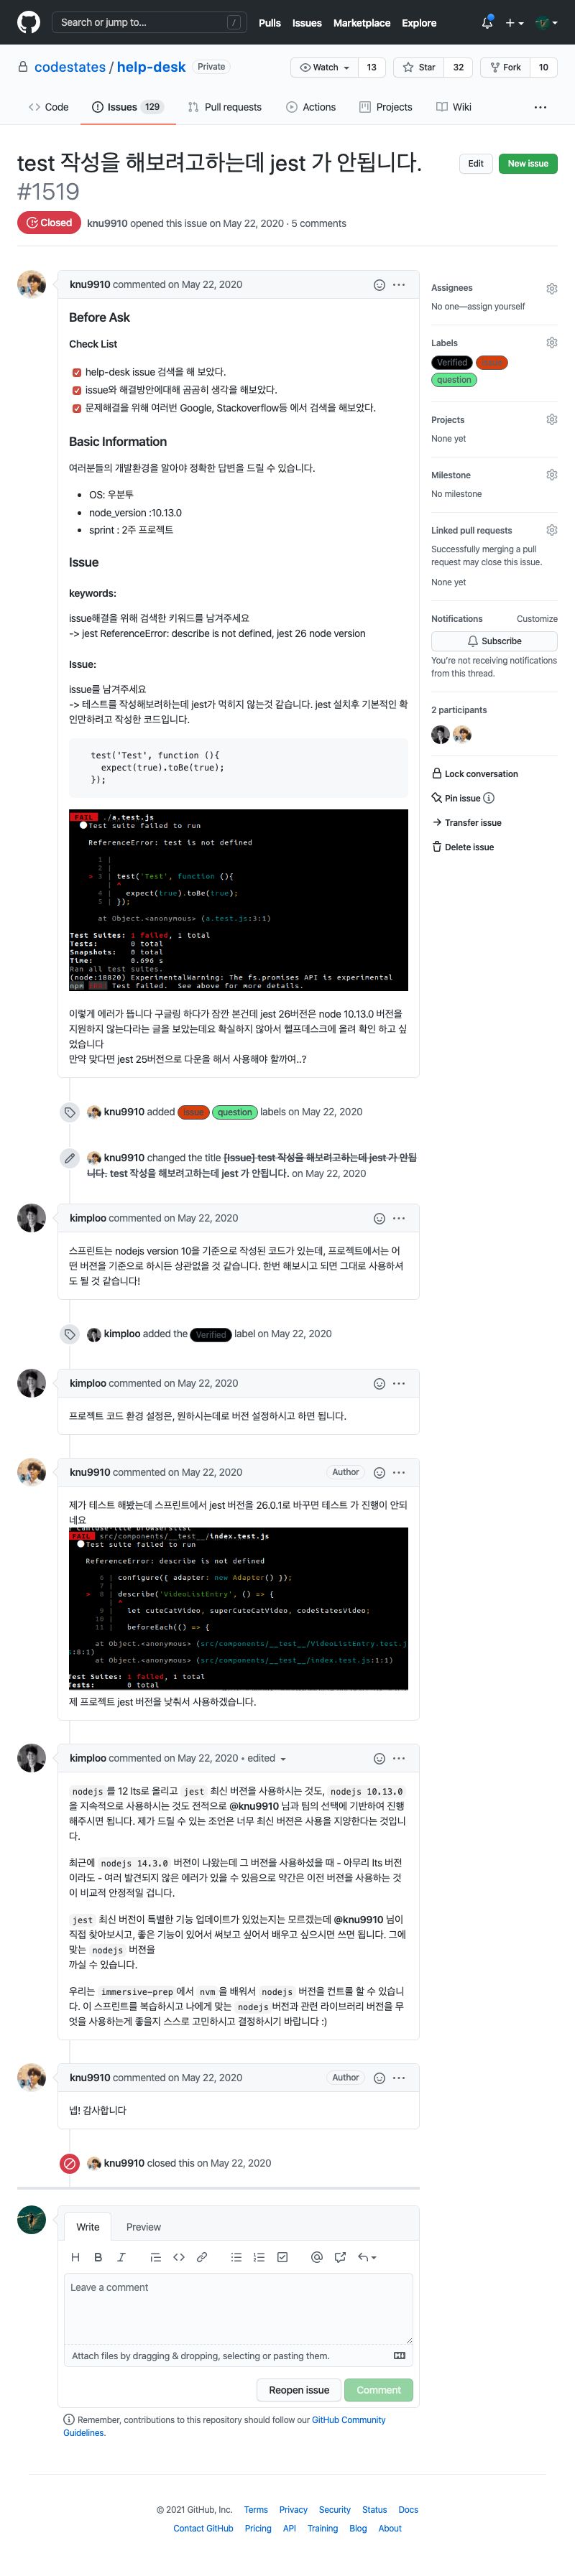 Search or jump to...
/
Pulls
Issues
Marketplace
Explore
codestates / help-desk
Private
Watch
13
Star
32
Fork
10
Code
Issues 129
Pull requests
Actions
Projects
Wiki
test 작성을 해보려고하는데 jest 가 안됩니다.
#1519
Edit
New issue
Closed
knu9910 opened this issue on May 22, 2020 · 5 comments
knu9910 commented on May 22, 2020
Before Ask
Check List
help-desk issue 검색을 해 보았다.
issue와 해결방안에대해 곰곰히 생각을 해보았다.
문제해결을 위해 여러번 Google, Stackoverflow등 에서 검색을 해보았다.
Basic Information
여러분들의 개발환경을 알아야 정확한 답변을 드릴 수 있습니다.
OS: 우분투
node_version :10.13.0
sprint : 2주 프로젝트
Issue
keywords:
issue해결을 위해 검색한 키워드를 남겨주세요
-> jest ReferenceError: describe is not defined, jest 26 node version
Issue:
issue를 남겨주세요
-> 테스트를 작성해보려하는데 jest가 먹히지 않는것 같습니다. jest 설치후 기본적인 확
인만하려고 작성한 코드입니다.
test('Test', function (){
expect(true).toBe(true);
});
FAIL ./a.test.js
Test suite failed to run
ReferenceError: test is not defined
1 |
2 |
> 3 | test('Test', function (){
| ^
4 | expect(true).toBe(true);
5 | });
at Object.<anonymous> (a.test.js:3:1)
Test Suites: 1 failed, 1 total
Tests: 0 total
Snapshots: 0 total
Time: 0.696 s
Ran all test suites.
(node:18820) ExperimentalWarning: The fs.promises API is experimental
npm ERR! Test failed. See above for more details.
이렇게 에러가 뜹니다 구글링 하다가 잠깐 본건데 jest 26버전은 node 10.13.0 버전을
지원하지 않는다라는 글을 보았는데요 확실하지 않아서 헬프데스크에 올려 확인 하고 싶
었습니다
만약 맞다면 jest 25버전으로 다운을 해서 사용해야 할까여..?
knu9910 added Issue question labels on May 22, 2020
knu9910 changed the title [Issue] test 작성을 해보려고하는데 jest 가 안됩
니다. test 작성을 해보려고하는데 jest 가 안됩니다. on May 22, 2020
kimploo commented on May 22, 2020
스프린트는 nodejs version 10을 기준으로 작성된 코드가 있는데, 프로젝트에서는 어
떤 버전을 기준으로 하시든 상관없을 것 같습니다. 한번 해보시고 되면 그대로 사용하셔
도 될 것 같습니다!
kimploo added the Verified label on May 22, 2020
kimploo commented on May 22, 2020
프로젝트 코드 환경 설정은, 원하시는데로 버전 설정하시고 하면 됩니다.
knu9910 commented on May 22, 2020
Author
제가 테스트 해봤는데 스프린트에서 jest 버전을 26.0.1로 바꾸면 테스트 가 진행이 안되
네요
FAIL src/components/__test__/index.test.js
Test suite failed to run
ReferenceError: describe is not defined
6 | configure({ adapter: new Adapter() });
7 |
> 8 | describe('VideoListEntry', () => {
| ^
9 | let cuteCatVideo, superCuteCatVideo, codeStatesVideo;
10 |
11 | beforeEach(() => {
at Object.<anonymous> (src/components/__test__/VideoListEntry.test.j
s:8:1)
at Object.<anonymous> (src/components/__test__/index.test.js:1:1)
Test Suites: 1 failed, 1 total
Tests: 0 total
제 프로젝트 jest 버전을 낮춰서 사용하겠습니다.
kimploo commented on May 22, 2020 • edited
nodejs 를 12 lts로 올리고 jest 최신 버전을 사용하시는 것도, nodejs 10.13.0
을 지속적으로 사용하시는 것도 전적으로 @knu9910 님과 팀의 선택에 기반하여 진행
해주시면 됩니다. 제가 드릴 수 있는 조언은 너무 최신 버전은 사용을 지양한다는 것입니
다.
최근에 nodejs 14.3.0 버전이 나왔는데 그 버전을 사용하셨을 때 - 아무리 lts 버전
이라도 - 여러 발견되지 않은 에러가 있을 수 있음으로 약간은 이전 버전을 사용하는 것
이 비교적 안정적일 겁니다.
jest 최신 버전이 특별한 기능 업데이트가 있었는지는 모르겠는데 @knu9910 님이
직접 찾아보시고, 좋은 기능이 있어서 써보고 싶어서 배우고 싶으시면 쓰면 됩니다. 그에
맞는 nodejs 버전을
까실 수 있습니다.
우리는 immersive-prep 에서 nvm 을 배워서 nodejs 버전을 컨트롤 할 수 있습니
다. 이 스프린트를 복습하시고 나에게 맞는 nodejs 버전과 관련 라이브러리 버전을 무
엇을 사용하는게 좋을지 스스로 고민하시고 결정하시기 바랍니다 :)
knu9910 commented on May 22, 2020
Author
넵! 감사합니다
knu9910 closed this on May 22, 2020
Write
Preview
Leave a comment
Attach files by dragging & dropping, selecting or pasting them.
Reopen issue
Comment
Remember, contributions to this repository should follow our GitHub Community
Guidelines.
Assignees
No one—assign yourself
Labels
Verified
Issue
question
Projects
None yet
Milestone
No milestone
Linked pull requests
Successfully merging a pull
request may close this issue.
None yet
Notifications
Customize
Subscribe
You're not receiving notifications
from this thread.
2 participants
Lock conversation
Pin issue
Transfer issue
Delete issue
© 2021 GitHub, Inc.
Terms
Privacy
Security
Status
Docs
Contact GitHub
Pricing
API
Training
Blog
About